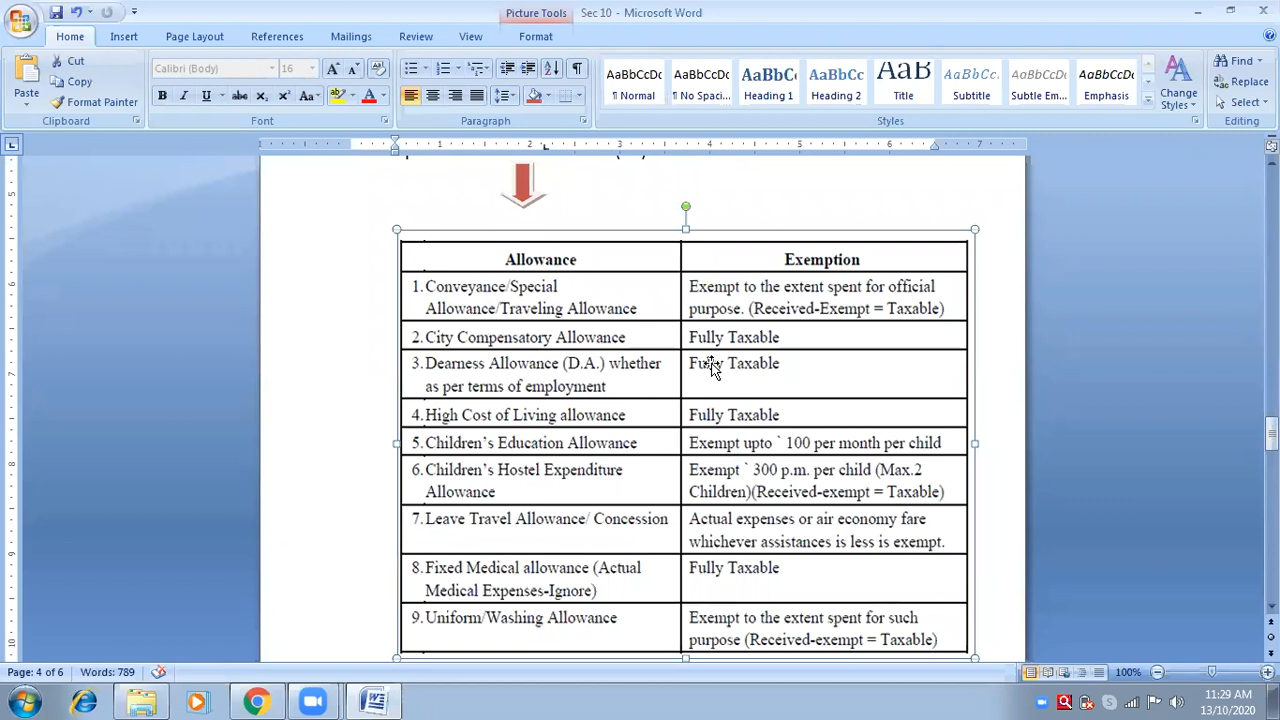 Picture Tools
Sec 10 - Microsoft Word
Home Insert Page Layout References Mailings Review View Format
Paste
Cut
Copy
Format Painter
Clipboard
Calibri (Body) 16
Font
Paragraph
AaBbCcDc AaBbCcDc AaBbC AaBbCc AaB AaBbCc. AaBbCcDc AaBbCcDc
¶ Normal ¶ No Spaci... Heading 1 Heading 2 Title Subtitle Subtle Em... Emphasis
Change Styles
Styles
Find
Replace
Select
Editing
Allowance Exemption
1. Conveyance/Special Allowance/Traveling Allowance
Exempt to the extent spent for official
purpose. (Received-Exempt = Taxable)
2. City Compensatory Allowance
Fully Taxable
3. Dearness Allowance (D.A.) whether
as per terms of employment
Fully Taxable
4. High Cost of Living allowance
Fully Taxable
5. Children's Education Allowance
Exempt upto ` 100 per month per child
6. Children's Hostel Expenditure
Allowance
Exempt ` 300 p.m. per child (Max.2
Children)(Received-exempt = Taxable)
7. Leave Travel Allowance/ Concession
Actual expenses or air economy fare
whichever assistances is less is exempt.
8. Fixed Medical allowance (Actual
Medical Expenses-Ignore)
Fully Taxable
9. Uniform/Washing Allowance
Exempt to the extent spent for such
purpose (Received-exempt = Taxable)
Page: 4 of 6 Words: 789
100%
11:29 AM
13/10/2020